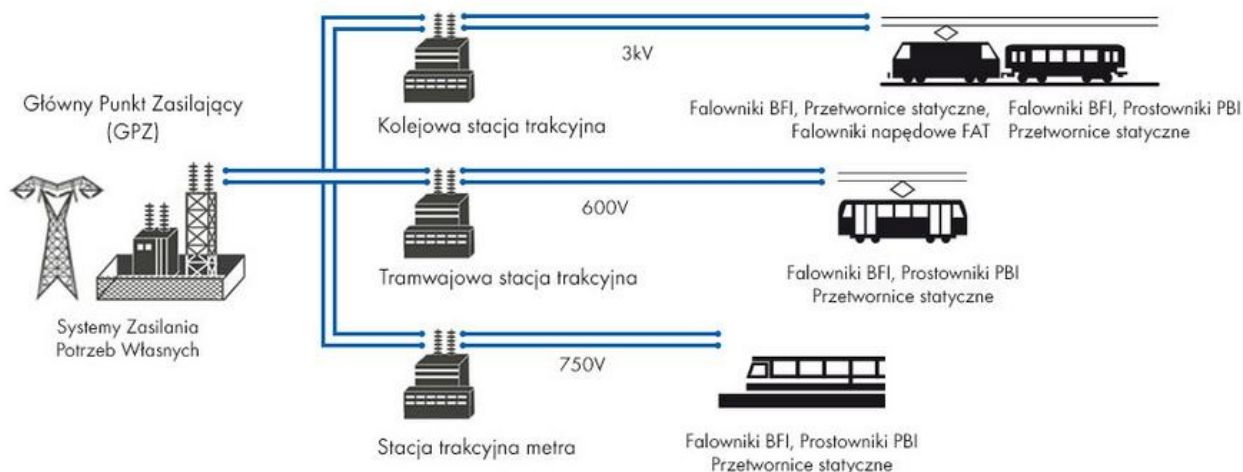 Główny Punkt Zasilający
(GPZ)
Systemy Zasilania
Potrzeb Własnych
Kolejowa stacja trakcyjna
3kV
Falowniki BFI, Przetwornice statyczne,
Falowniki napędowe FAT
Falowniki BFI, Prostowniki PBI
Przetwornice statyczne
Tramwajowa stacja trakcyjna
600V
Falowniki BFI, Prostowniki PBI
Przetwornice statyczne
Stacja trakcyjna metra
750V
Falowniki BFI, Prostowniki PBI
Przetwornice statyczne